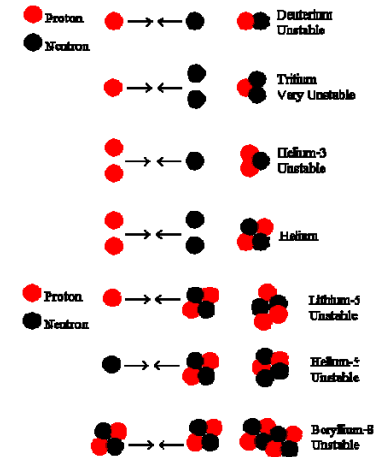 Proton
Neutron
Deuterium
Unstable
Tritium
Very Unstable
Helium-3
Unstable
Helium
Proton
Neutron
Lithium-5
Unstable
Helium-5
Unstable
Beryllium-8
Unstable